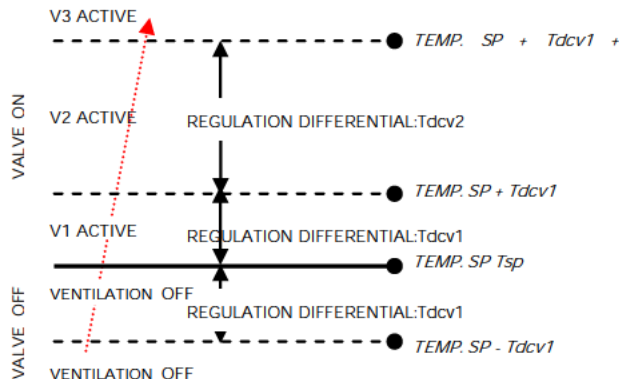 V3 ACTIVE
TEMP. SP + Tdcv1 +
VALVE ON
V2 ACTIVE
REGULATION DIFFERENTIAL:Tdcv2
TEMP. SP + Tdcv1
V1 ACTIVE
REGULATION DIFFERENTIAL:Tdcv1
TEMP. SP Tsp
VALVE OFF
VENTILATION OFF
REGULATION DIFFERENTIAL:Tdcv1
TEMP. SP - Tdcv1
VENTILATION OFF